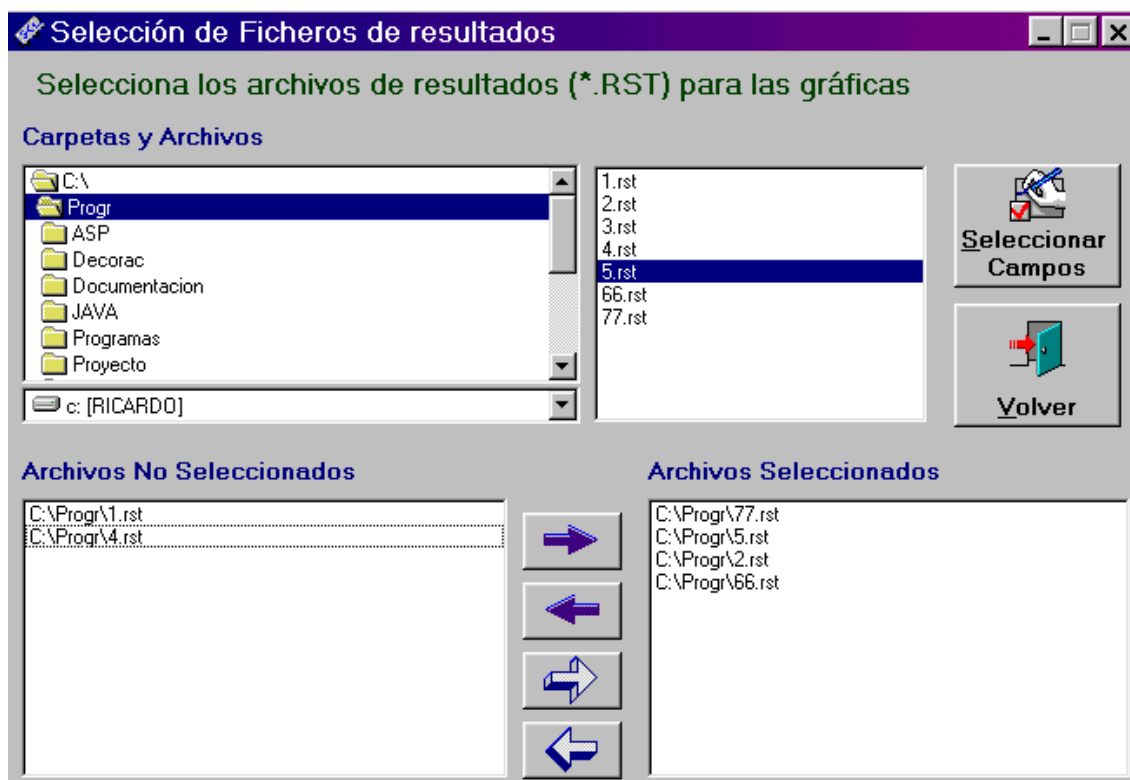 Selección de Ficheros de resultados
Selecciona los archivos de resultados (*.RST) para las gráficas
Carpetas y Archivos
C:\
Progr
ASP
Decorac
Documentacion
JAVA
Programas
Proyecto
c: [RICARDO]
1.rst
2.rst
3.rst
4.rst
5.rst
66.rst
77.rst
Seleccionar
Campos
Volver
Archivos No Seleccionados
C:\Progr\1.rst
C:\Progr\4.rst
Archivos Seleccionados
C:\Progr\77.rst
C:\Progr\5.rst
C:\Progr\2.rst
C:\Progr\66.rst